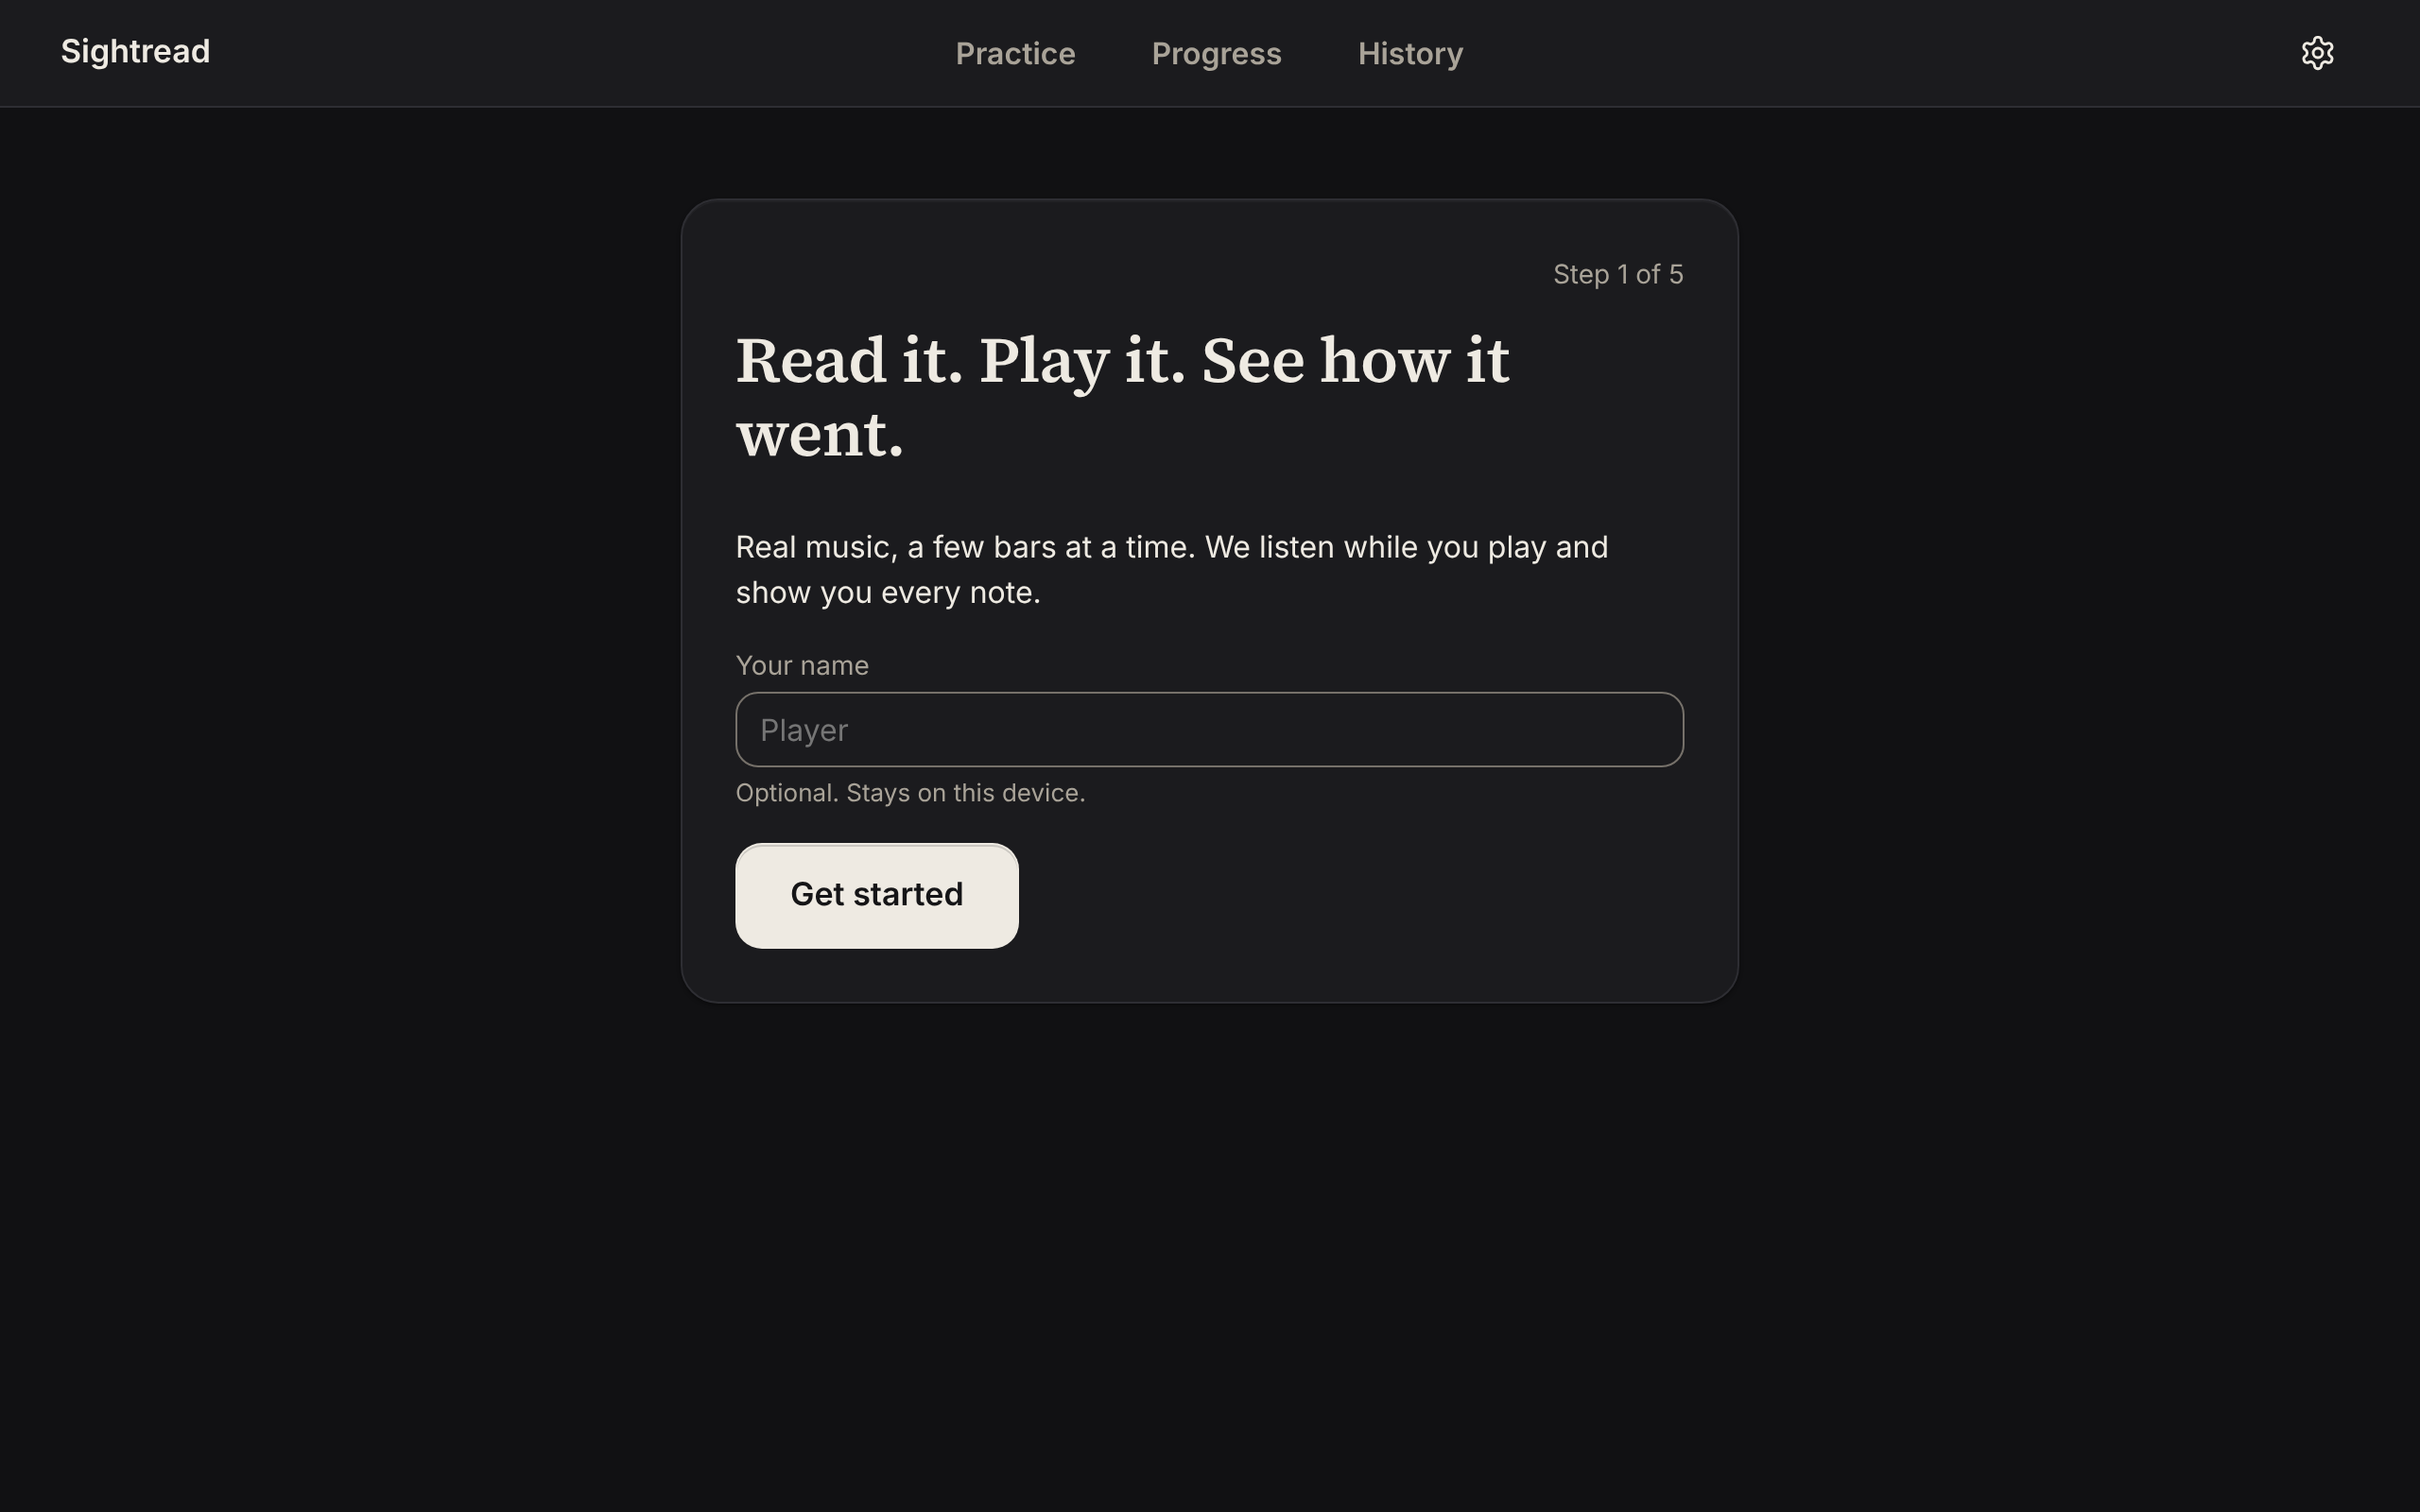 Sightread
Practice
Progress
History
Step 1 of 5
Read it. Play it. See how it
went.
Real music, a few bars at a time. We listen while you play and
show you every note.
Your name
Player
Optional. Stays on this device.
Get started